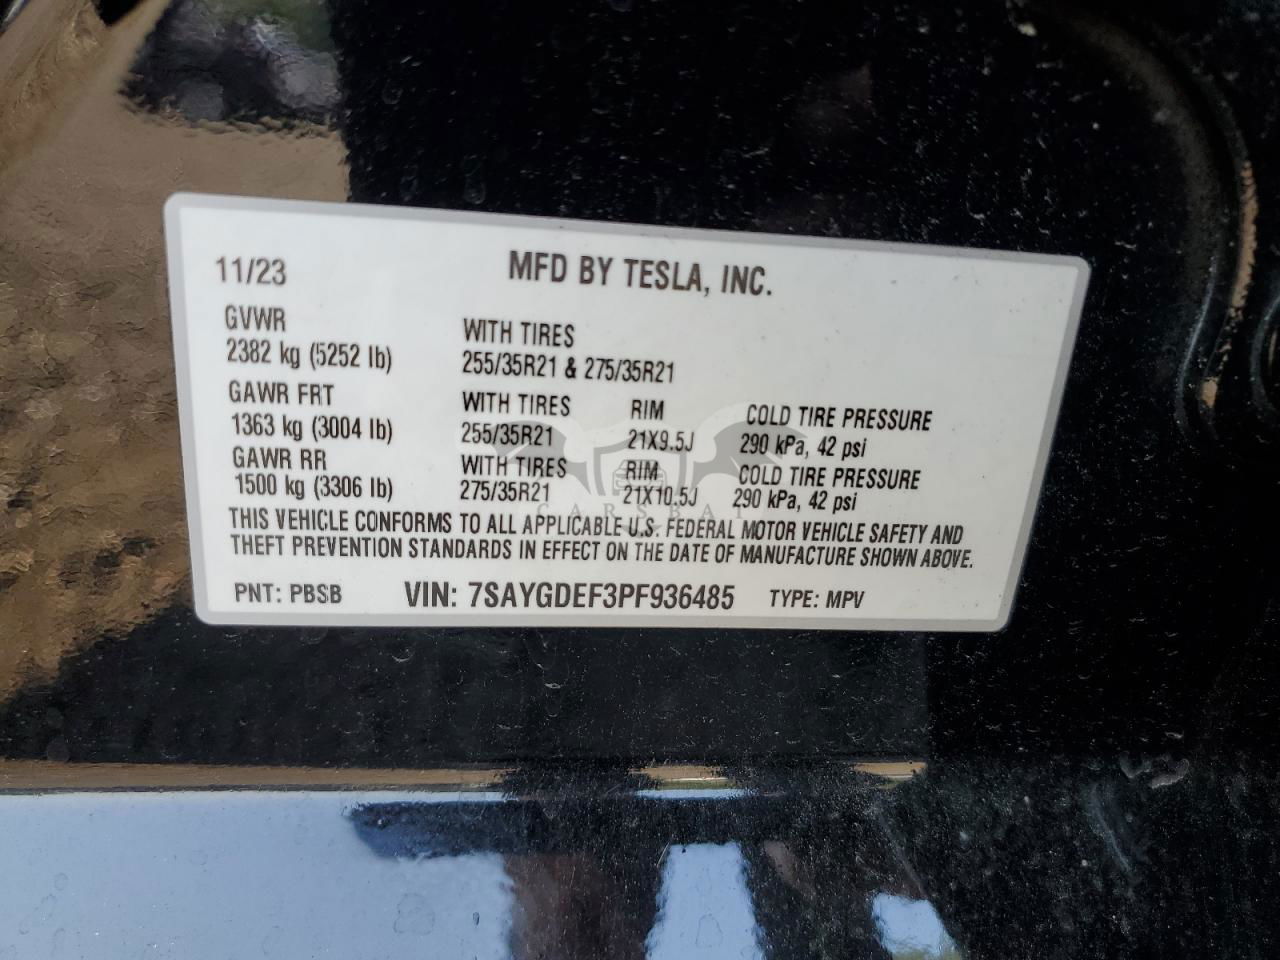 11/23 MFD BY TESLA, INC.
GVWR WITH TIRES
2382 kg (5252 lb) 255/35R21 & 275/35R21
GAWR FRT WITH TIRES RIM COLD TIRE PRESSURE
1363 kg (3004 lb) 255/35R21 21X9.5J 290 kPa, 42 psi
GAWR RR WITH TIRES RIM COLD TIRE PRESSURE
1500 kg (3306 lb) 275/35R21 21X10.5J 290 kPa, 42 psi
CARSBAT
THIS VEHICLE CONFORMS TO ALL APPLICABLE U.S. FEDERAL MOTOR VEHICLE SAFETY AND
THEFT PREVENTION STANDARDS IN EFFECT ON THE DATE OF MANUFACTURE SHOWN ABOVE.
PNT: PBSB VIN: 7SAYGDEF3PF936485 TYPE: MPV